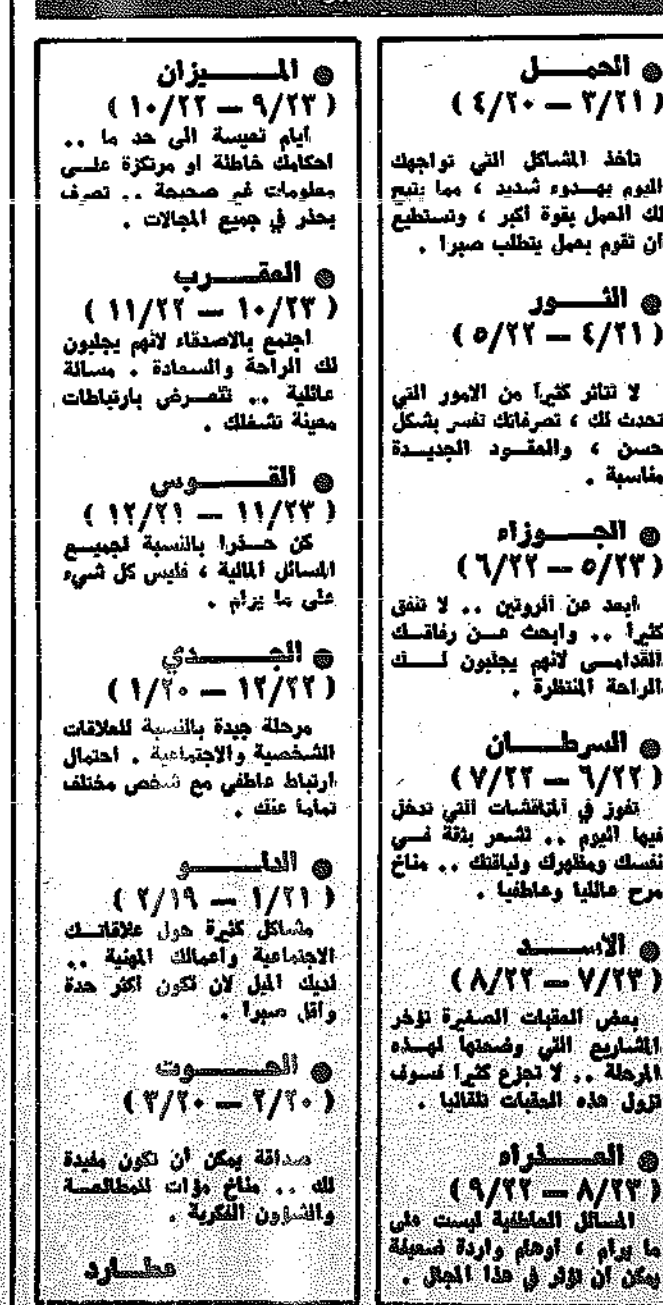 الحمل
( ٣/٢١ — ٤/٢٠ )
تأخذ المشاكل التي تواجهك
اليوم بهدوء شديد ، مما يتيح
لك العمل بقوة أكبر ، وتستطيع
أن تقوم بعمل يتطلب صبرا .
الثور
( ٤/٢١ — ٥/٢٢ )
لا تتأثر كثيراً من الامور التي
تحدث لك ، تصرفاتك تفسر بشكل
حسن ، والعقود الجديدة
مناسبة .
الجوزاء
( ٥/٢٣ — ٦/٢٢ )
أبعد عن الروتين .. لا تنفق
كثيراً .. وابحث عن رفاقك
القدامى لانهم يجلبون لك
الراحة المنتظرة .
السرطان
( ٦/٢٢ — ٧/٢٢ )
تفوز في المناقشات التي تدخل
فيها اليوم .. تشعر بثقة في
نفسك ومظهرك ولياقتك .. مناخ
مرح عائليا وعاطفيا .
الأسد
( ٧/٢٣ — ٨/٢٢ )
بعض العقبات الصغيرة تؤخر
المشاريع التي وضعتها لهذه
المرحلة .. لا تجزع كثيرا فسوف
تزول هذه العقبات تلقائيا .
العذراء
( ٨/٢٣ — ٩/٢٢ )
المسائل العاطفية ليست على
ما يرام ، أوهام واردة ضعيفة
يمكن أن تؤثر في هذا المجال .
الميزان
( ٩/٢٣ — ١٠/٢٢ )
أيام تعيسة الى حد ما ..
احكامك خاطئة او مرتكزة على
معلومات غير صحيحة .. تصرف
بحذر في جميع المجالات .
العقرب
( ١٠/٢٣ — ١١/٢٢ )
اجتمع بالاصدقاء لانهم يجلبون
لك الراحة والسعادة . مسالة
عائلية .. تتعرض بارتباطات
معينة تشغلك .
القوس
( ١١/٢٣ — ١٢/٢١ )
كن حذرا بالنسبة لجميع
المسائل المالية ، فليس كل شيء
على ما يرام .
الجدي
( ١٢/٢٢ — ١/٢٠ )
مرحلة جيدة بالنسبة للعلاقات
الشخصية والاجتماعية . احتمال
ارتباط عاطفي مع شخص مختلف
تماما عنك .
الدلو
( ١/٢١ — ٢/١٩ )
مشاكل كثيرة حول علاقاتك
الاجتماعية وأعمالك المهنية ..
لديك الميل لان تكون أكثر حدة
وأقل صبرا .
الحوت
( ٢/٢٠ — ٣/٢٠ )
صداقة يمكن أن تكون مفيدة
لك .. مناخ مؤات للمطالعة
والشؤون الفكرية .
عطارد